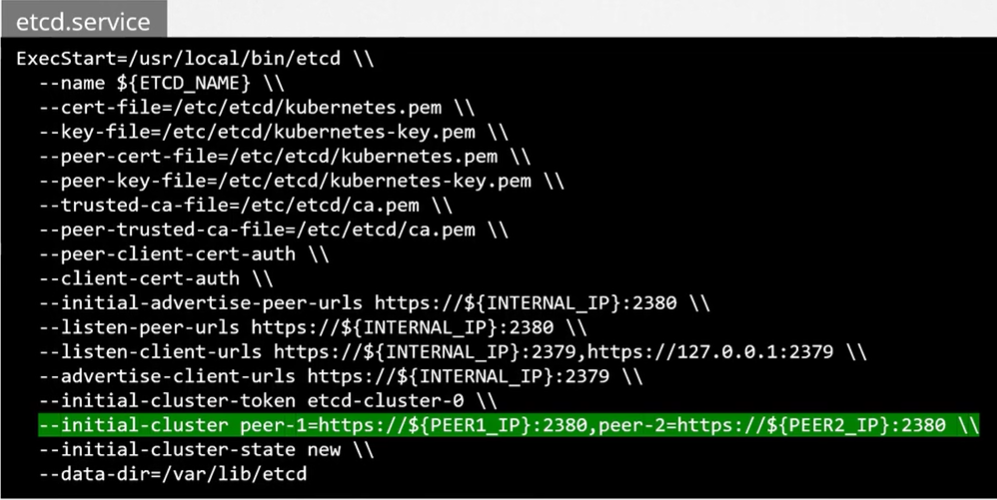 etcd.service
ExecStart=/usr/local/bin/etcd \\
--name ${ETCD_NAME} \\
--cert-file=/etc/etcd/kubernetes.pem \\
--key-file=/etc/etcd/kubernetes-key.pem \\
--peer-cert-file=/etc/etcd/kubernetes.pem \\
--peer-key-file=/etc/etcd/kubernetes-key.pem \\
--trusted-ca-file=/etc/etcd/ca.pem \\
--peer-trusted-ca-file=/etc/etcd/ca.pem \\
--peer-client-cert-auth \\
--client-cert-auth \\
--initial-advertise-peer-urls https://${INTERNAL_IP}:2380 \\
--listen-peer-urls https://${INTERNAL_IP}:2380 \\
--listen-client-urls https://${INTERNAL_IP}:2379,https://127.0.0.1:2379 \\
--advertise-client-urls https://${INTERNAL_IP}:2379 \\
--initial-cluster-token etcd-cluster-0 \\
--initial-cluster peer-1=https://${PEER1_IP}:2380,peer-2=https://${PEER2_IP}:2380 \\
--initial-cluster-state new \\
--data-dir=/var/lib/etcd